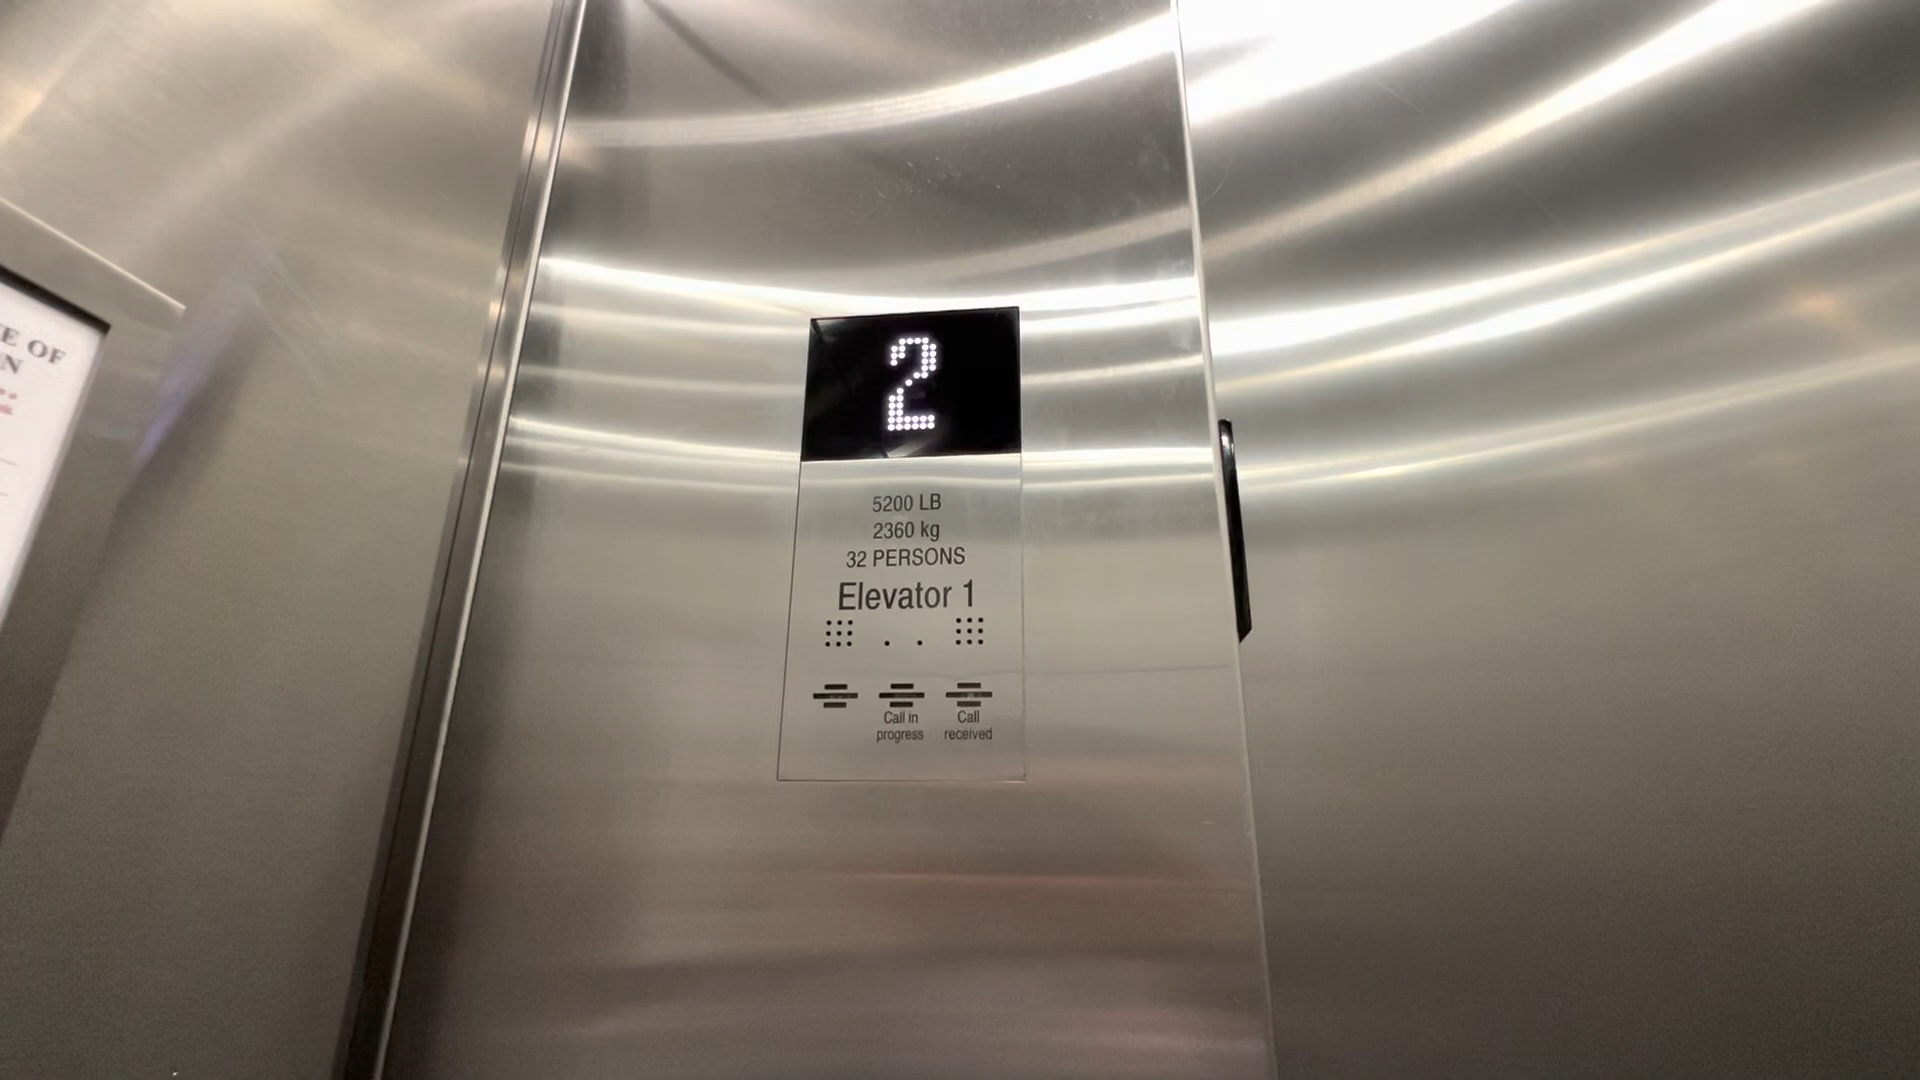 E OF
N
2
5200 LB
2360 kg
32 PERSONS
Elevator 1
Call in
progress
Call
received